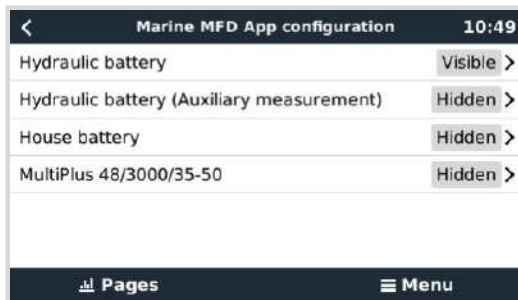 Marine MFD App configuration 10:49
Hydraulic battery Visible
Hydraulic battery (Auxiliary measurement) Hidden
House battery Hidden
MultiPlus 48/3000/35-50 Hidden
Pages Menu